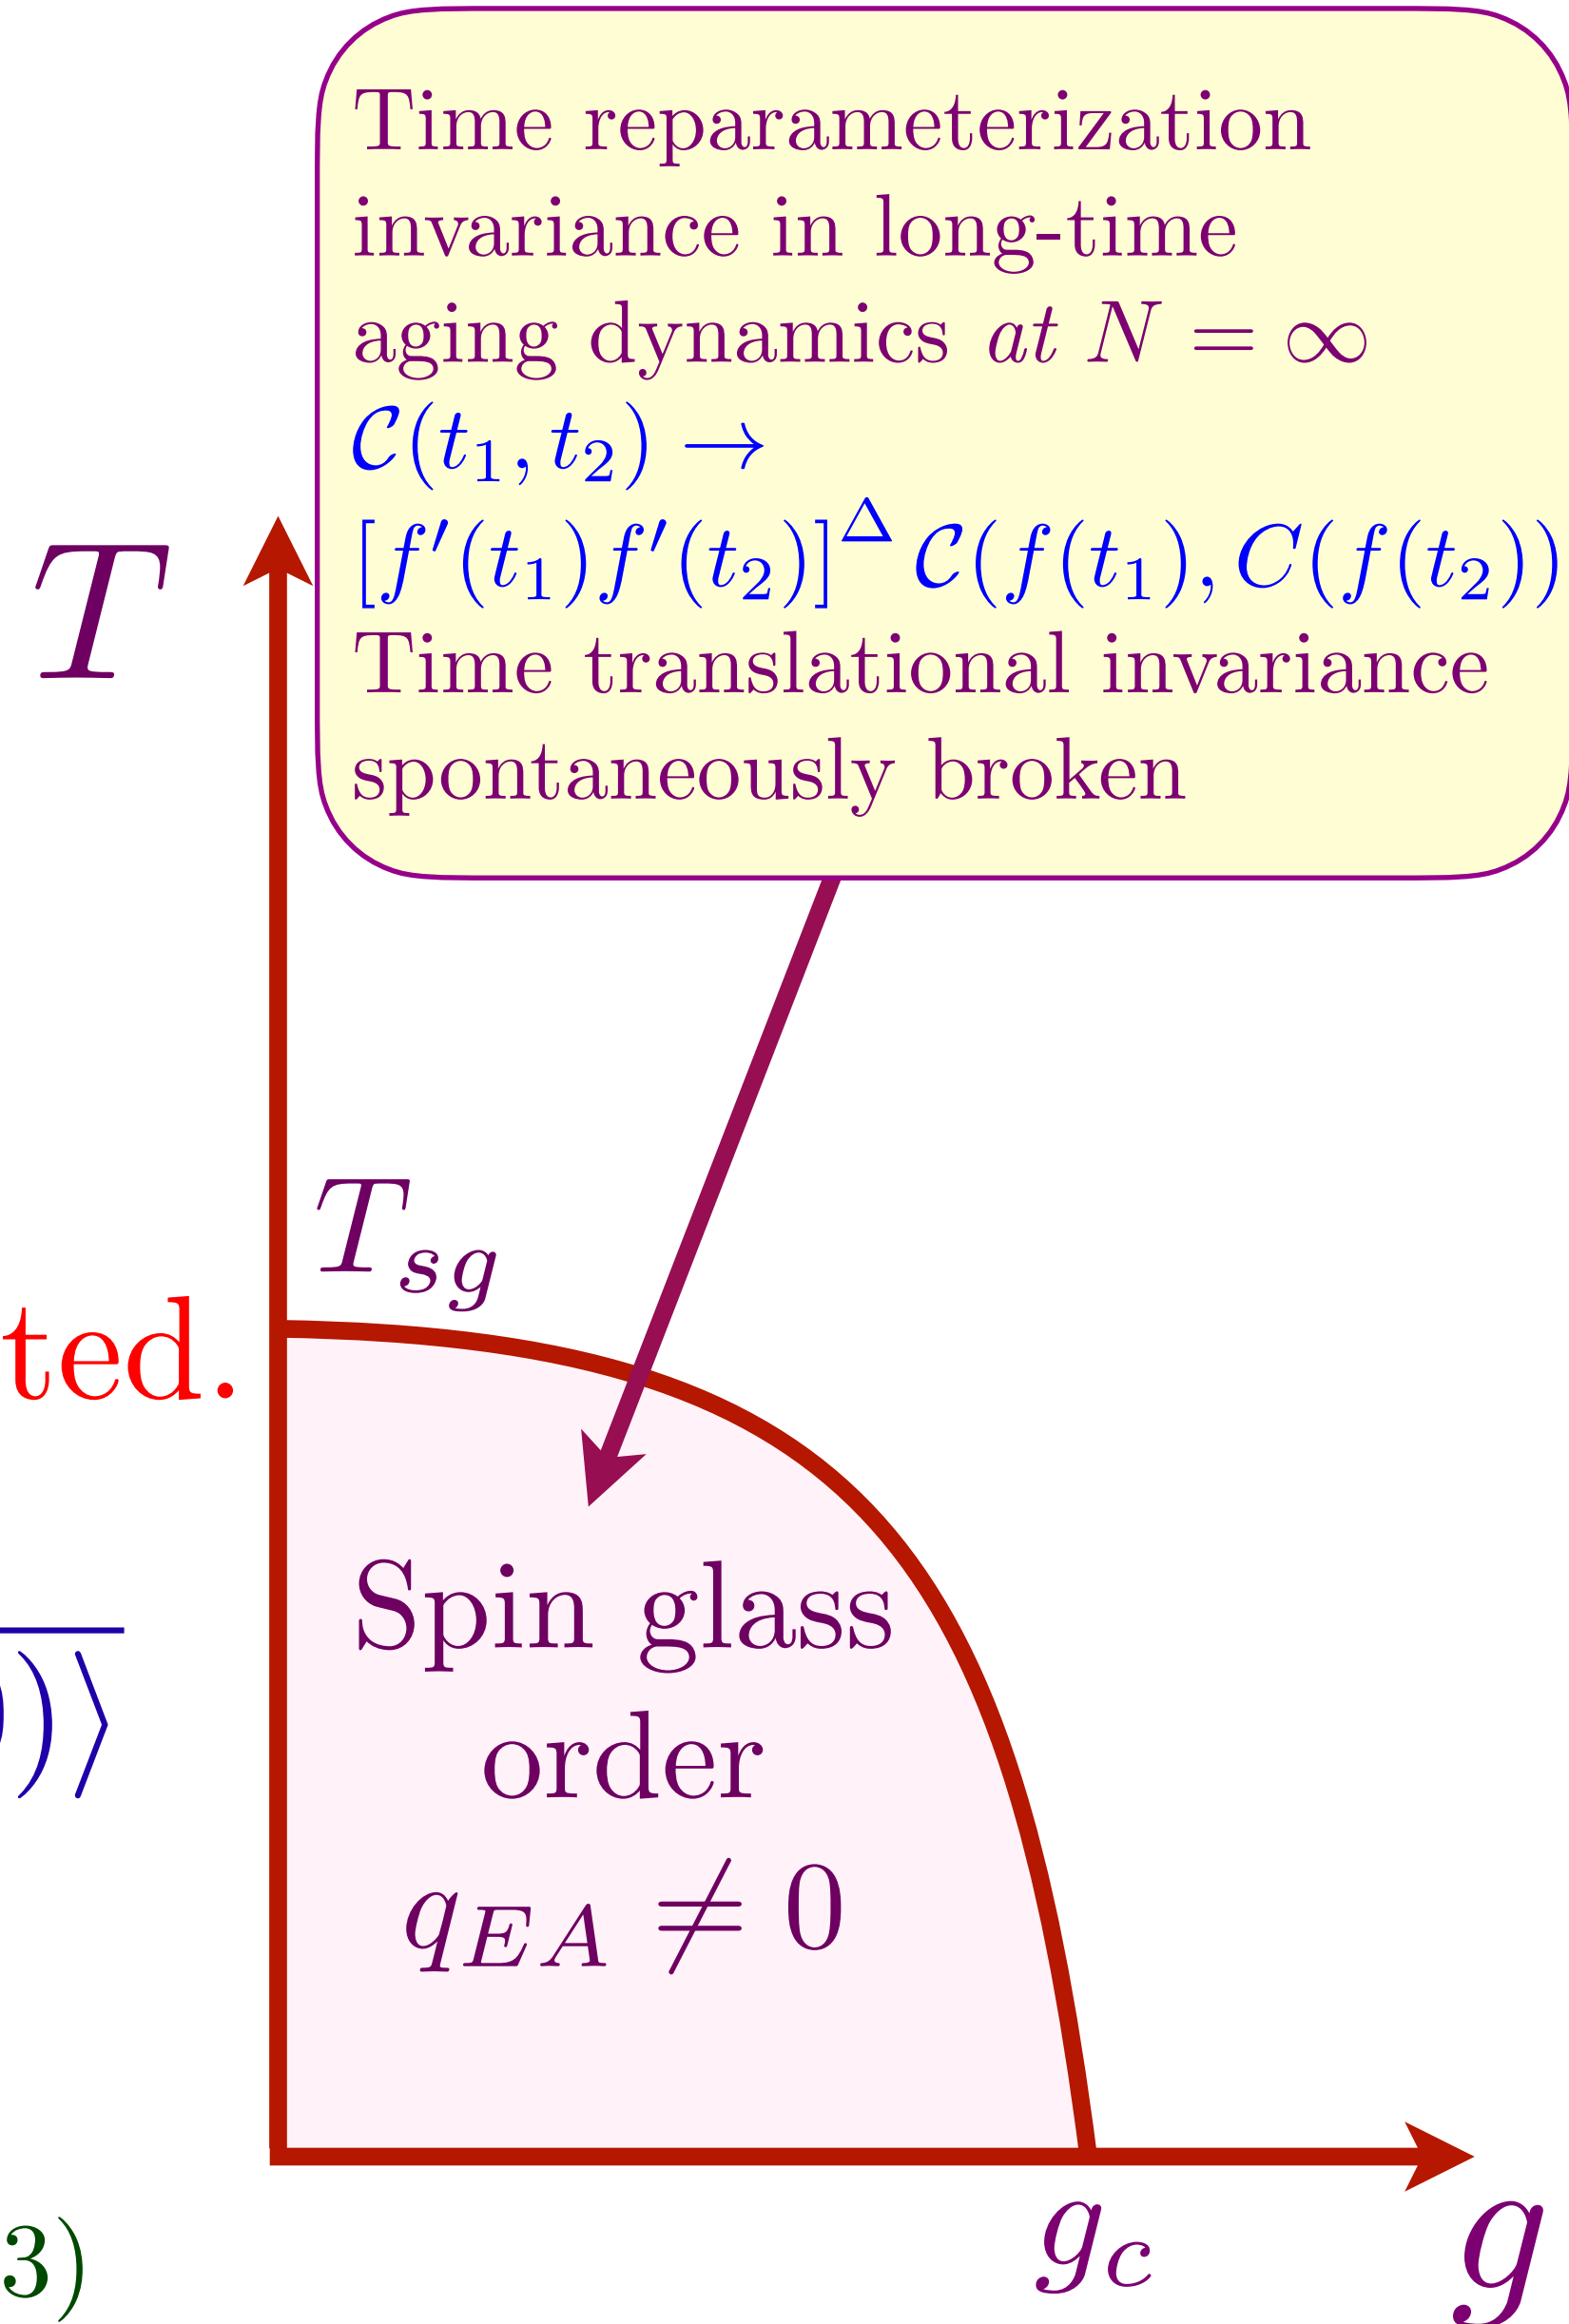 Time reparameterization
invariance in long-time
aging dynamics at N = ∞
𝒞(t₁, t₂) →
[f′(t₁)f′(t₂)]^Δ 𝒞(f(t₁), C(f(t₂))
Time translational invariance
spontaneously broken
T
T_sg
ted.
Spin glass
order
)⟩
q_EA ≠ 0
g_c
g
3)